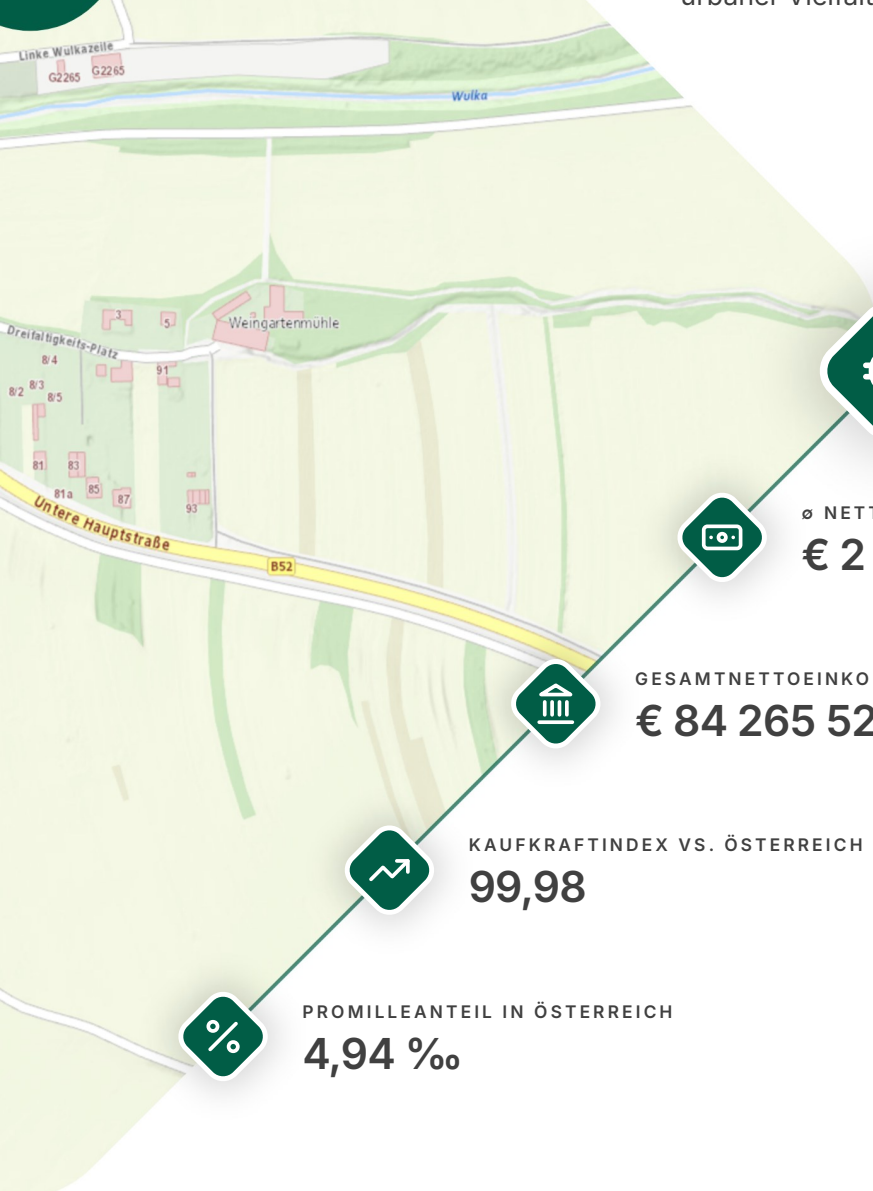 Linke Wulkazeile
G2265
G2265
Wulka
3
5
Weingartenmühle
Dreifaltigkeits-Platz
8/4
91
8/3
8/2
8/5
81
83
85
81a
87
93
Untere Hauptstraße
B52
ø NETT
€ 2
GESAMTNETTOEINKO
€ 84 265 52
KAUFKRAFTINDEX VS. ÖSTERREICH
99,98
PROMILLEANTEIL IN ÖSTERREICH
4,94 ‰